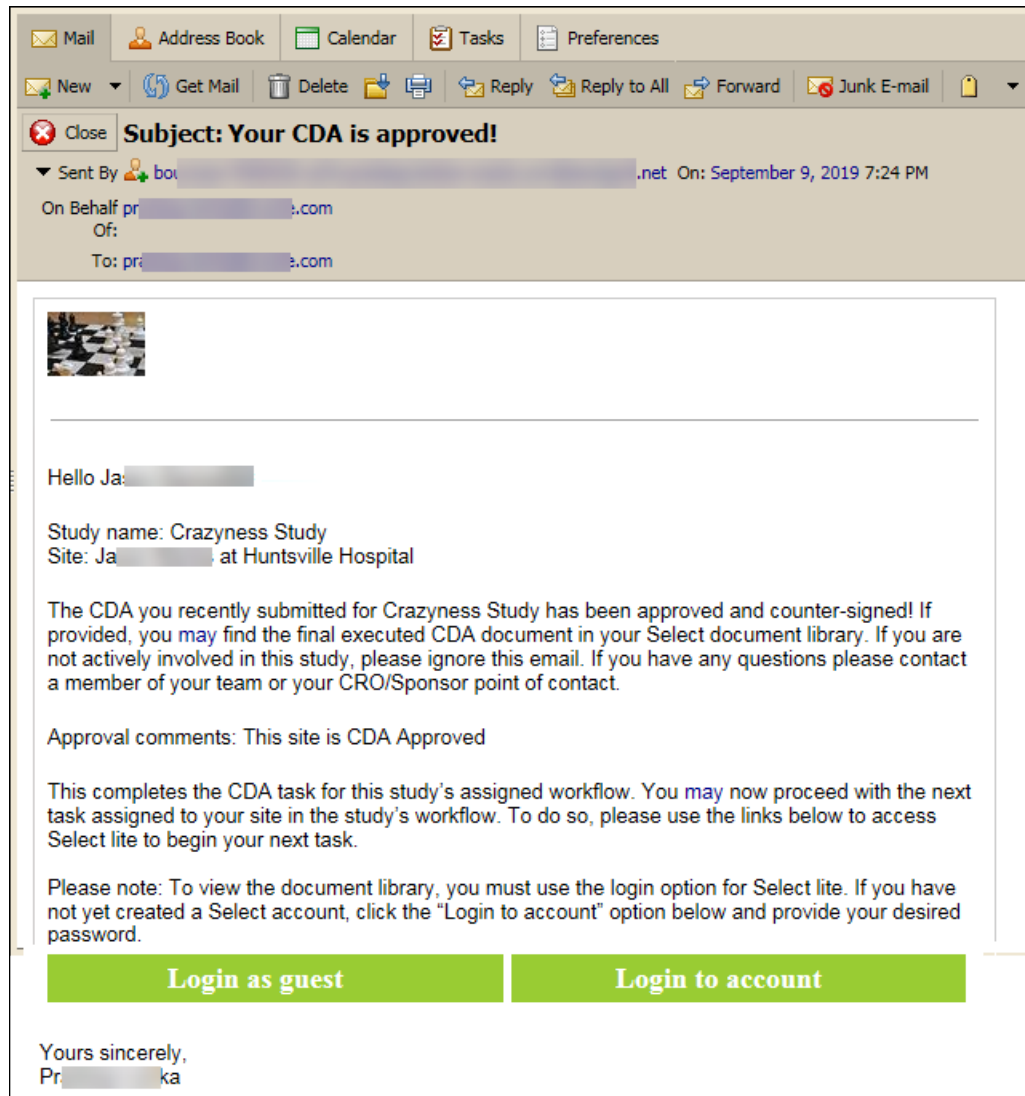 Mail Address Book Calendar Tasks Preferences
New Get Mail Delete Reply Reply to All Forward Junk E-mail
Close Subject: Your CDA is approved!
Sent By .net On: September 9, 2019 7:24 PM
On Behalf .com
Of:
To: .com
Hello
Study name: Crazyness Study
Site: at Huntsville Hospital
The CDA you recently submitted for Crazyness Study has been approved and counter-signed! If
provided, you may find the final executed CDA document in your Select document library. If you are
not actively involved in this study, please ignore this email. If you have any questions please contact
a member of your team or your CRO/Sponsor point of contact.
Approval comments: This site is CDA Approved
This completes the CDA task for this study's assigned workflow. You may now proceed with the next
task assigned to your site in the study's workflow. To do so, please use the links below to access
Select lite to begin your next task.
Please note: To view the document library, you must use the login option for Select lite. If you have
not yet created a Select account, click the “Login to account” option below and provide your desired
password.
Login as guest Login to account
Yours sincerely,